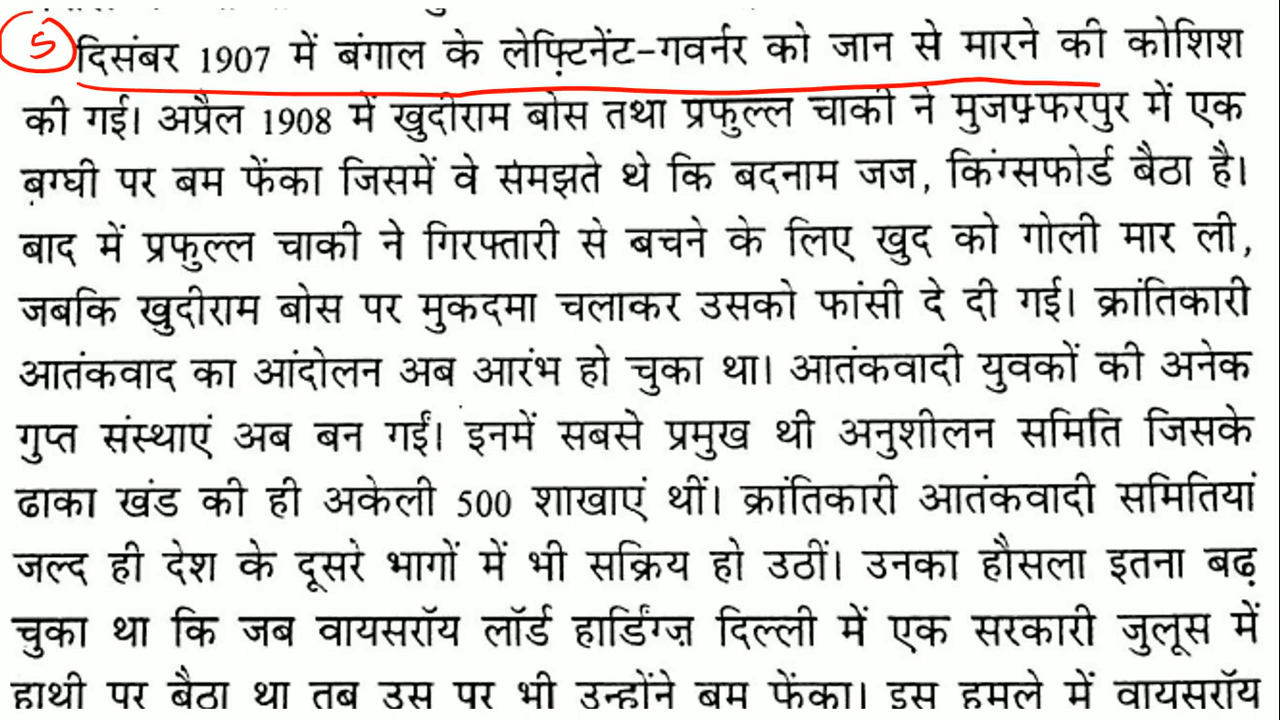 5
दिसंबर 1907 में बंगाल के लेफ्टिनेंट-गवर्नर को जान से मारने की कोशिश
की गई। अप्रैल 1908 में खुदीराम बोस तथा प्रफुल्ल चाकी ने मुजफ़्फरपुर में एक
बग्घी पर बम फेंका जिसमें वे समझते थे कि बदनाम जज, किंग्सफोर्ड बैठा है।
बाद में प्रफुल्ल चाकी ने गिरफ्तारी से बचने के लिए खुद को गोली मार ली,
जबकि खुदीराम बोस पर मुकदमा चलाकर उसको फांसी दे दी गई। क्रांतिकारी
आतंकवाद का आंदोलन अब आरंभ हो चुका था। आतंकवादी युवकों की अनेक
गुप्त संस्थाएं अब बन गईं। इनमें सबसे प्रमुख थी अनुशीलन समिति जिसके
ढाका खंड की ही अकेली 500 शाखाएं थीं। क्रांतिकारी आतंकवादी समितियां
जल्द ही देश के दूसरे भागों में भी सक्रिय हो उठीं। उनका हौसला इतना बढ़
चुका था कि जब वायसरॉय लॉर्ड हार्डिंग्ज़ दिल्ली में एक सरकारी जुलूस में
हाथी पर बैठा था तब उस पर भी उन्होंने बम फेंका। इस हमले में वायसरॉय